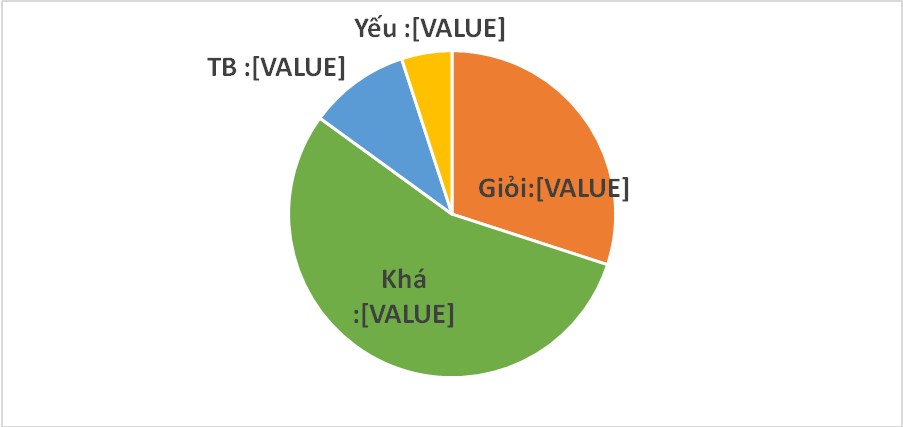 Yếu :[VALUE]
TB :[VALUE]
Giỏi:[VALUE]
Khá
:[VALUE]